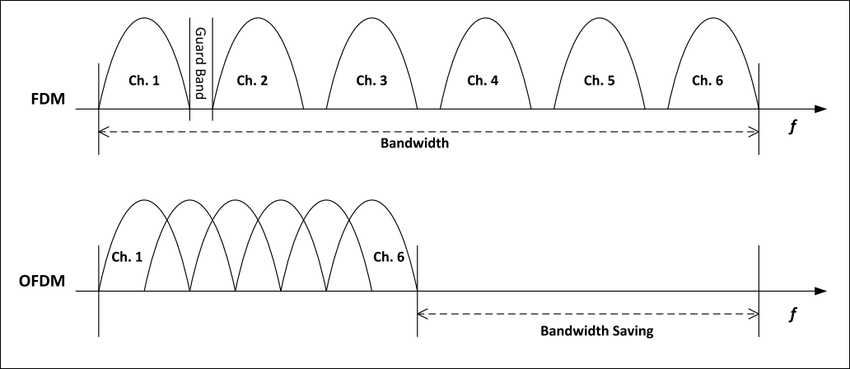 Ch. 1
Guard Band
Ch. 2
Ch. 3
Ch. 4
Ch. 5
Ch. 6
FDM
f
Bandwidth
Ch. 1
Ch. 6
OFDM
f
Bandwidth Saving